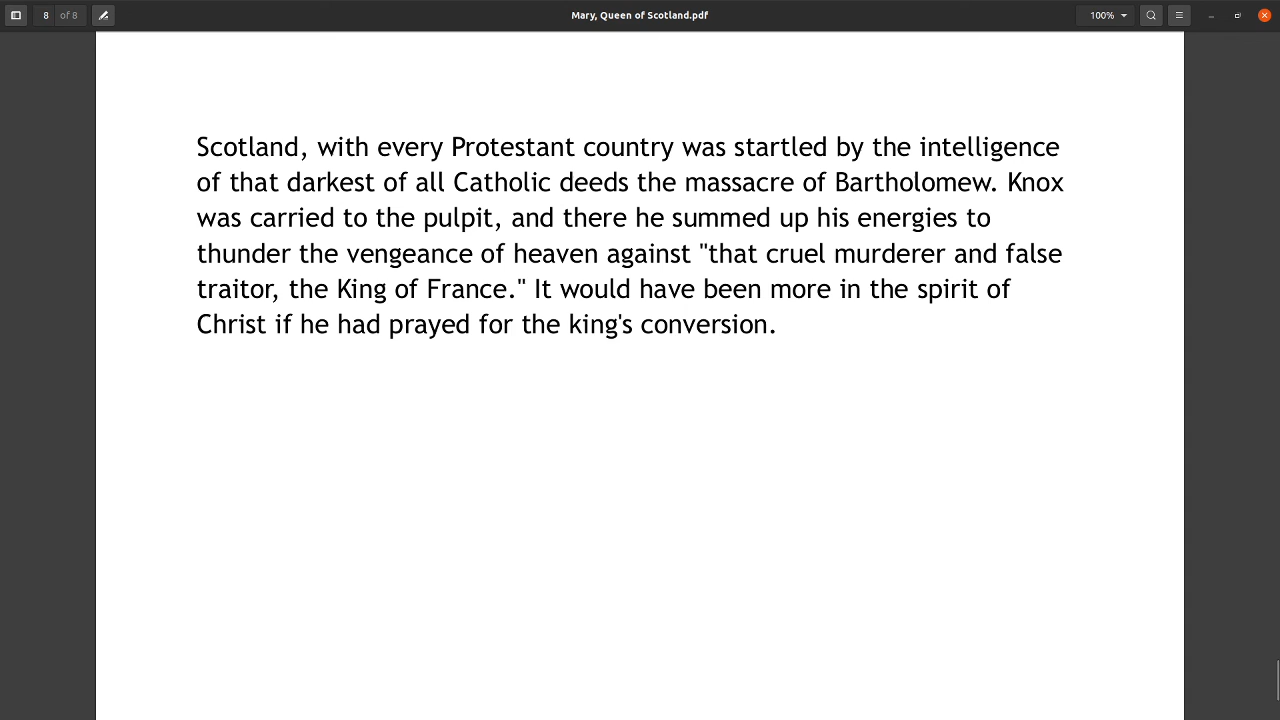 8 of 8
Mary, Queen of Scotland.pdf
100%
Scotland, with every Protestant country was startled by the intelligence
of that darkest of all Catholic deeds the massacre of Bartholomew. Knox
was carried to the pulpit, and there he summed up his energies to
thunder the vengeance of heaven against "that cruel murderer and false
traitor, the King of France." It would have been more in the spirit of
Christ if he had prayed for the king's conversion.